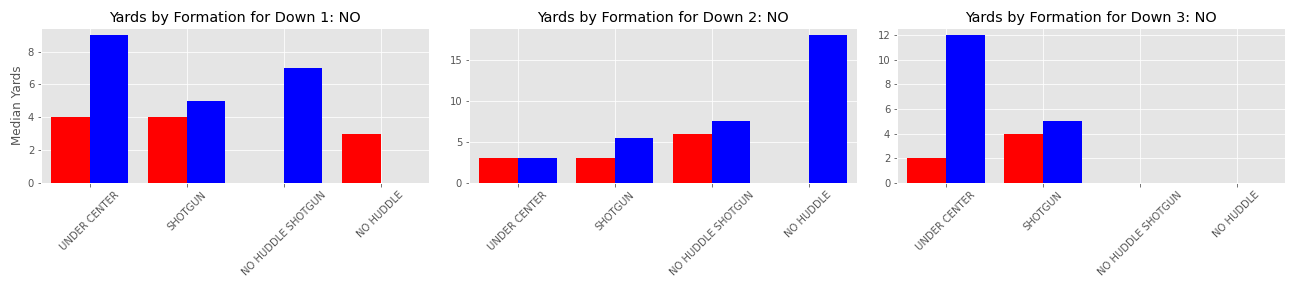 Yards by Formation for Down 1: NO
Median Yards
8
6
4
2
0
UNDER CENTER
SHOTGUN
NO HUDDLE SHOTGUN
NO HUDDLE
Yards by Formation for Down 2: NO
15
10
5
0
UNDER CENTER
SHOTGUN
NO HUDDLE SHOTGUN
NO HUDDLE
Yards by Formation for Down 3: NO
12
10
8
6
4
2
0
UNDER CENTER
SHOTGUN
NO HUDDLE SHOTGUN
NO HUDDLE